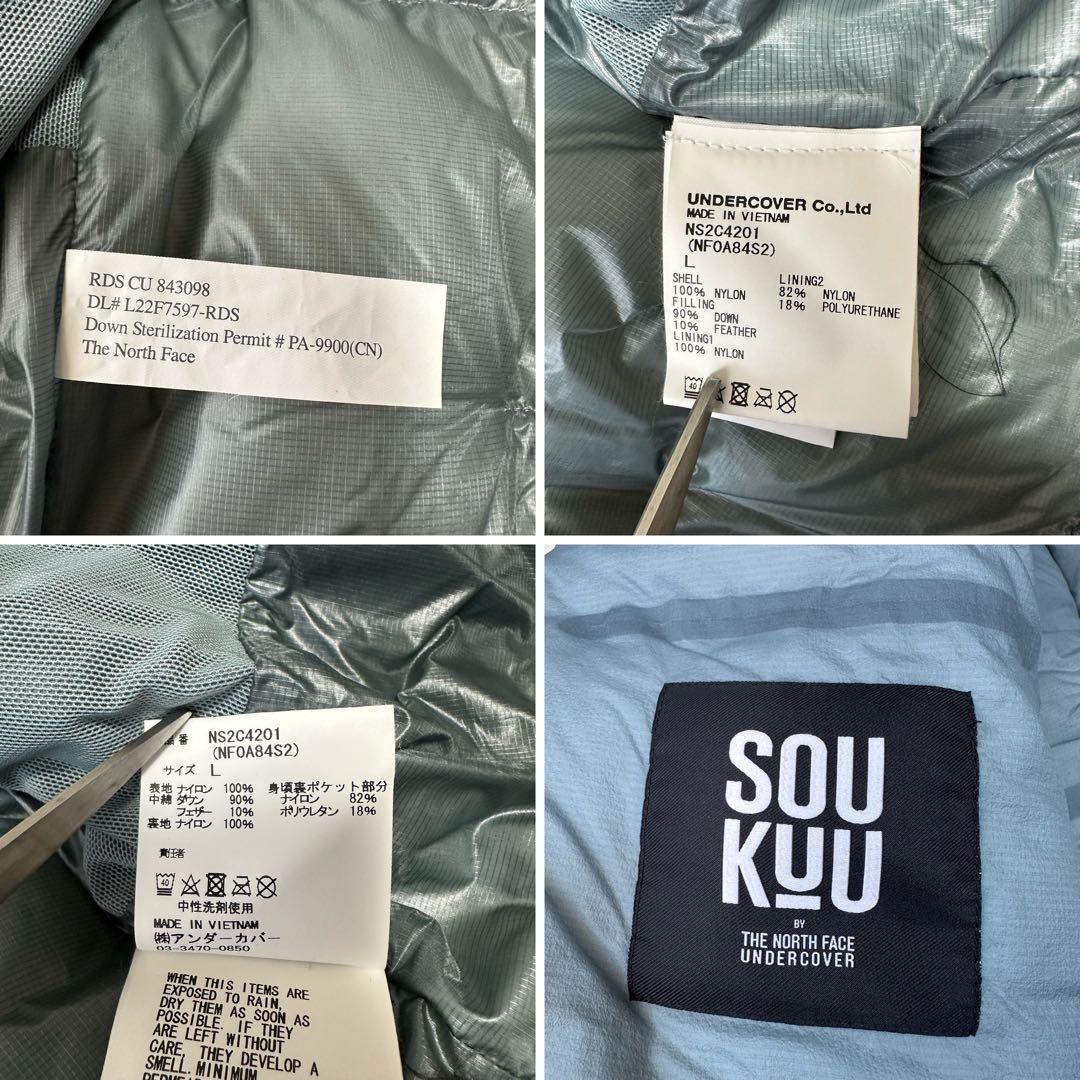 RDS CU 843098
DL# L22F7597-RDS
Down Sterilization Permit # PA-9900(CN)
The North Face
UNDERCOVER Co.,Ltd
MADE IN VIETNAM
NS2C4201
(NF0A84S2)
L
SHELL
100% NYLON
FILLING
90% DOWN
10% FEATHER
LINING1
100% NYLON
LINING2
82% NYLON
18% POLYURETHANE
40
番 NS2C4201
(NF0A84S2)
サイズ L
表地 ナイロン 100%
中綿 ダウン 90%
フェザー 10%
裏地 ナイロン 100%
身頃裏ポケット部分
ナイロン 82%
ポリウレタン 18%
責任者
40
中性洗剤使用
MADE IN VIETNAM
(株)アンダーカバー
03-3470-0850
WHEN THIS ITEMS ARE
EXPOSED TO RAIN,
DRY THEM AS SOON AS
POSSIBLE. IF THEY
ARE LEFT WITHOUT
CARE, THEY DEVELOP A
SMELL. MINIMUM
SOU
KUU
BY
THE NORTH FACE
UNDERCOVER